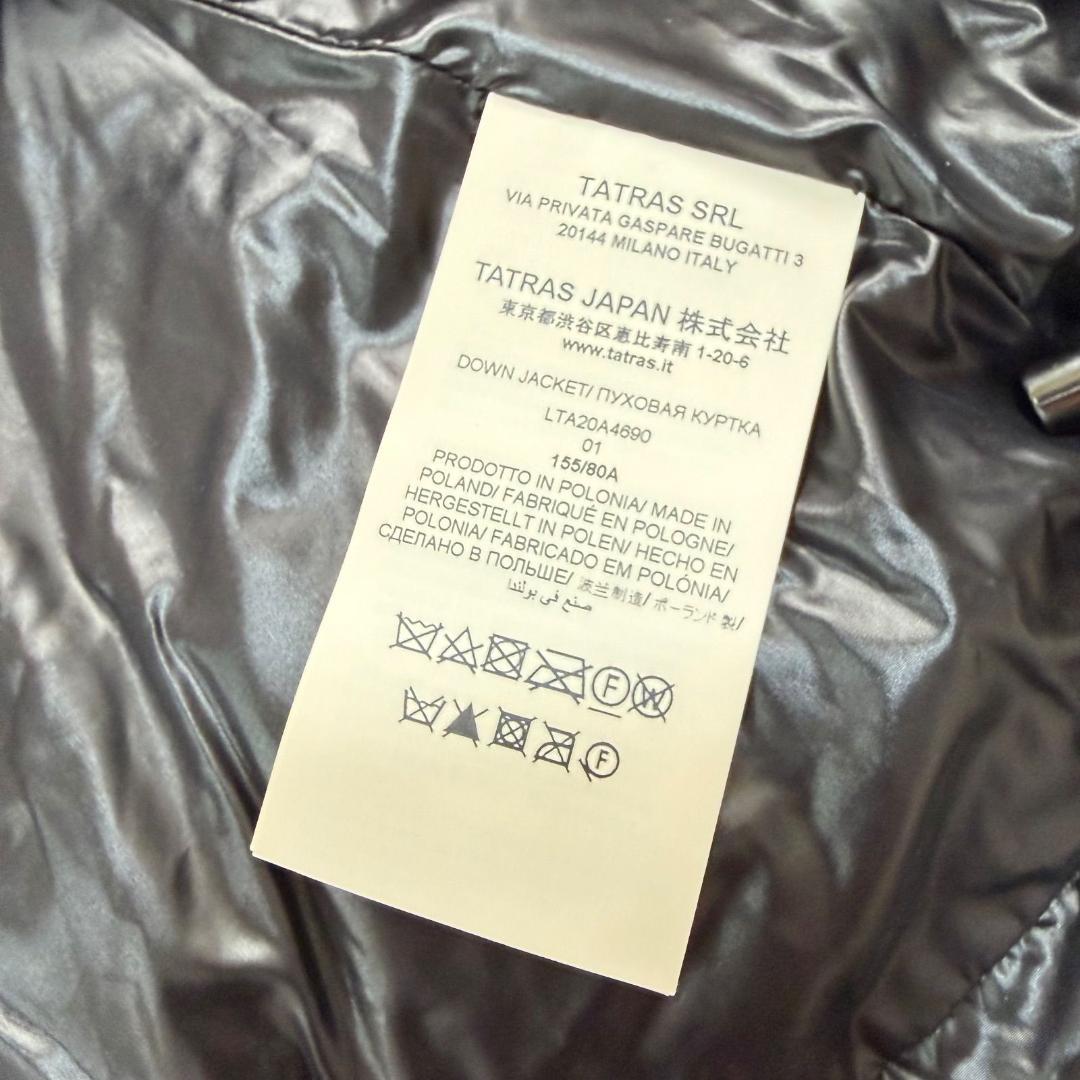 TATRAS SRL
VIA PRIVATA GASPARE BUGATTI 3
20144 MILANO ITALY
TATRAS JAPAN 株式会社
東京都渋谷区恵比寿南 1-20-6
www.tatras.it
DOWN JACKET/ ПУХОВАЯ КУРТКА
LTA20A4690
01
155/80A
PRODOTTO IN POLONIA/ MADE IN
POLAND/ FABRIQUÉ EN POLOGNE/
HERGESTELLT IN POLEN/ HECHO EN
POLONIA/ FABRICADO EM POLÓNIA/
СДЕЛАНО В ПОЛЬШЕ/ 波兰制造/ ポーランド 製/
صنع في بولندا
F W
F